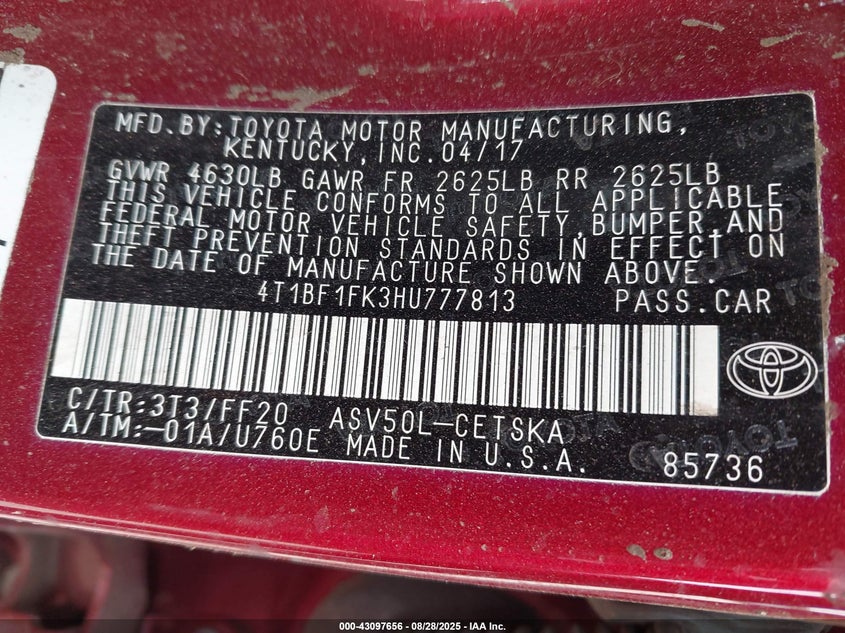 MFD.BY:TOYOTA MOTOR MANUFACTURING,
KENTUCKY,INC.04/17
GVWR 4630LB GAWR FR 2625LB RR 2625LB
THIS VEHICLE CONFORMS TO ALL APPLICABLE
FEDERAL MOTOR VEHICLE SAFETY,BUMPER,AND
THEFT PREVENTION STANDARDS IN EFFECT ON
THE DATE OF MANUFACTURE SHOWN ABOVE.
4T1BF1FK3HU777813 PASS.CAR
C/TR:3T3/FF20 ASV50L-CETSKA
A/TM:-01A/U760E MADE IN U.S.A. 85736
000-43097656 - 08/28/2025 - IAA Inc.